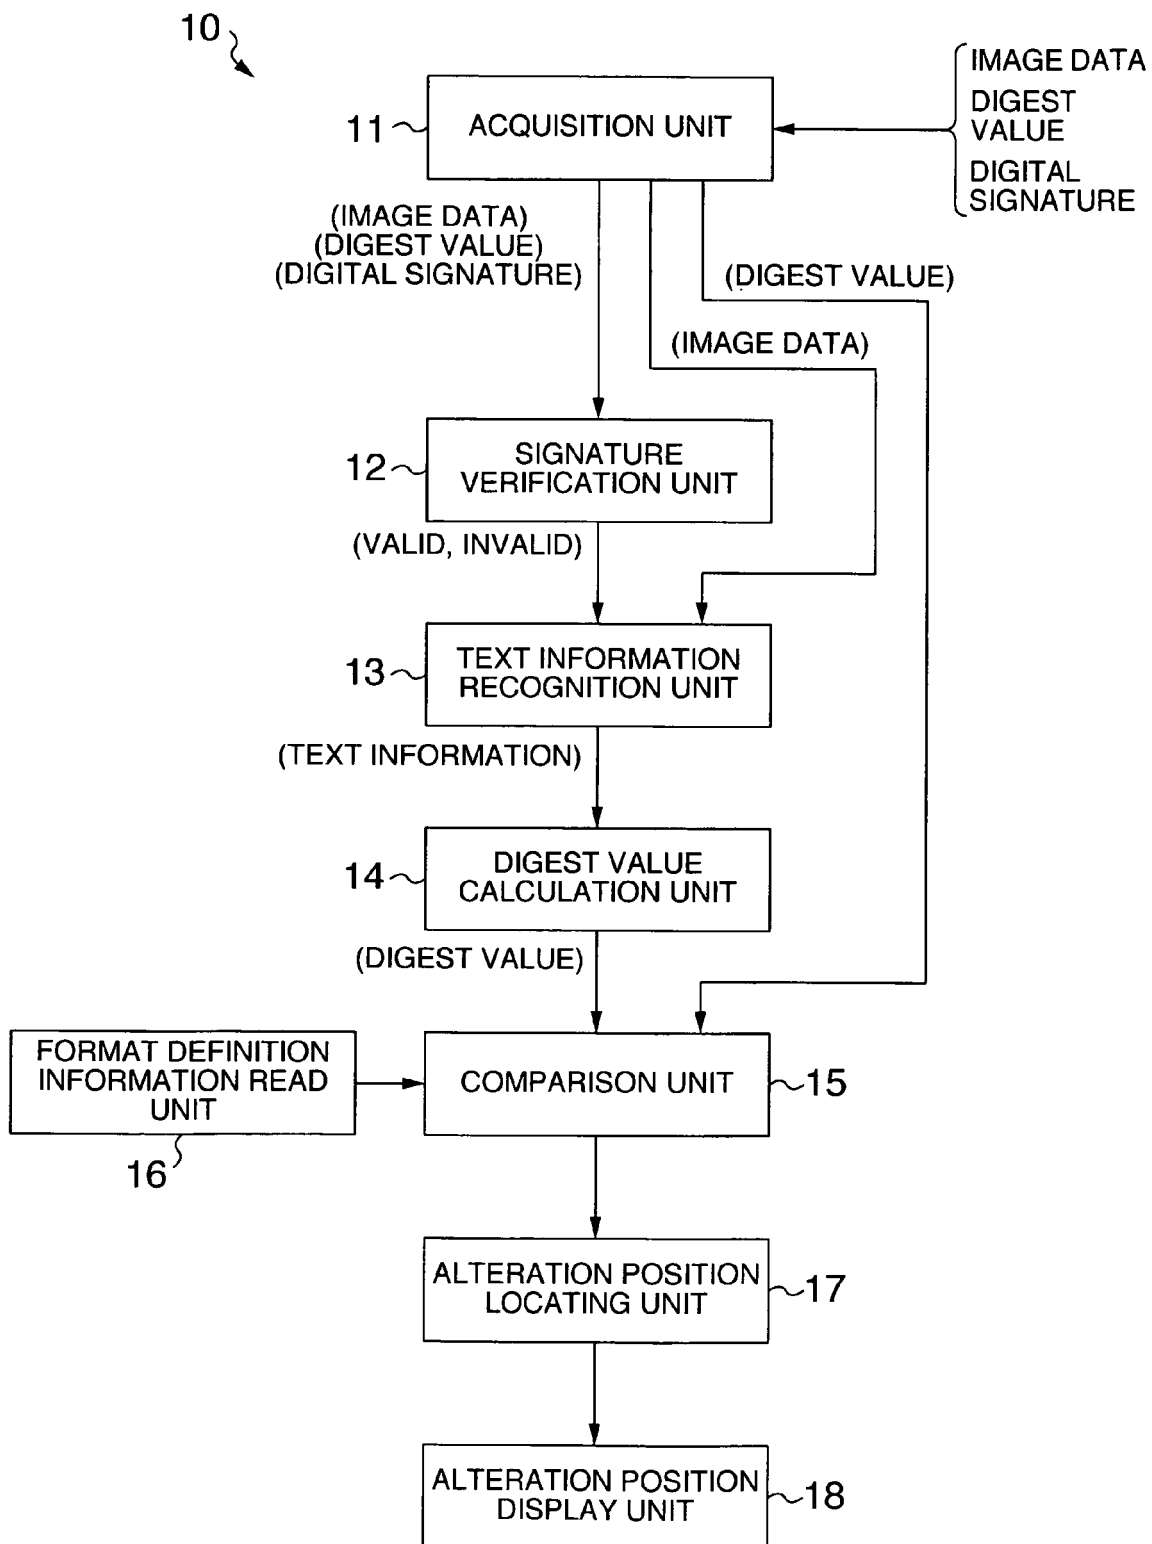 10
11
ACQUISITION UNIT
IMAGE DATA
DIGEST
VALUE
DIGITAL
SIGNATURE
(IMAGE DATA)
(DIGEST VALUE)
(DIGITAL SIGNATURE)
(DIGEST VALUE)
(IMAGE DATA)
12
SIGNATURE
VERIFICATION UNIT
(VALID, INVALID)
13
TEXT INFORMATION
RECOGNITION UNIT
(TEXT INFORMATION)
14
DIGEST VALUE
CALCULATION UNIT
(DIGEST VALUE)
FORMAT DEFINITION
INFORMATION READ
UNIT
16
COMPARISON UNIT
15
ALTERATION POSITION
LOCATING UNIT
17
ALTERATION POSITION
DISPLAY UNIT
18